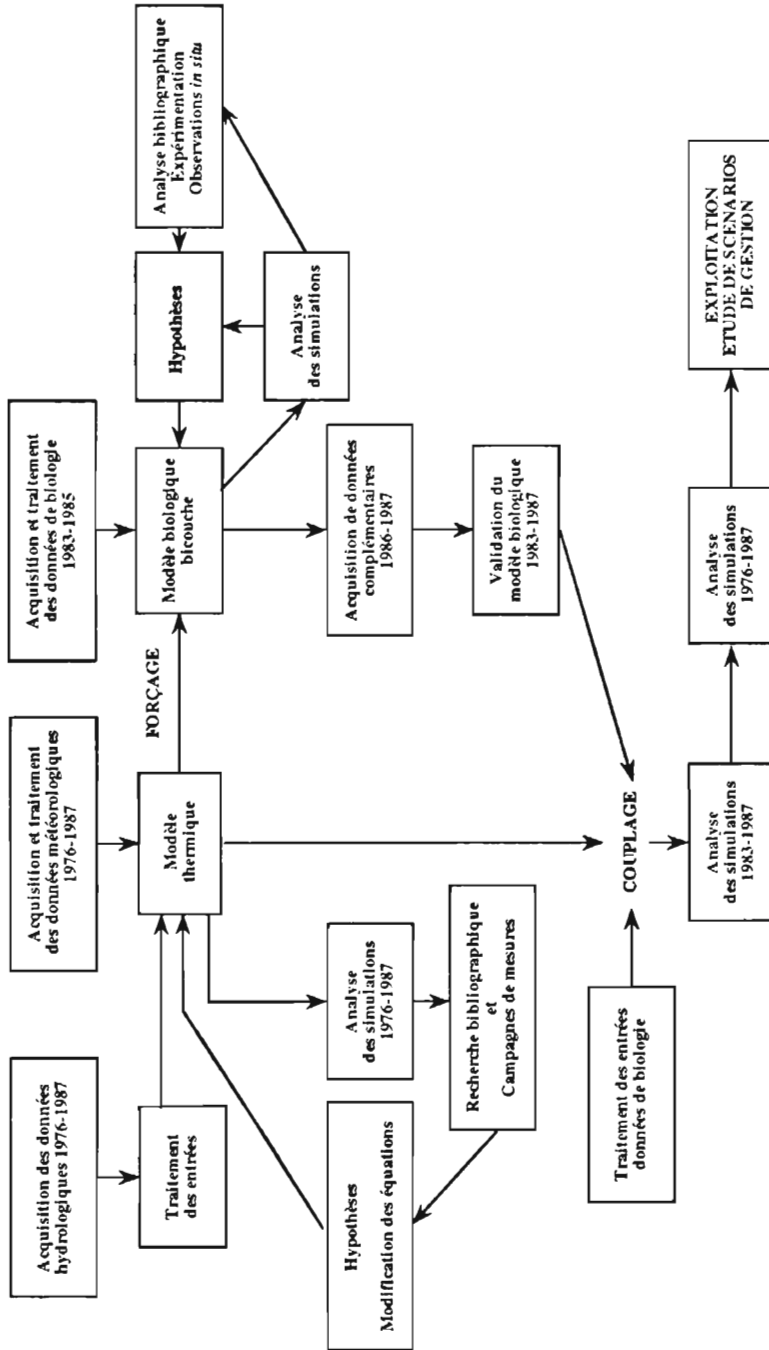 Acquisition des données
hydrologiques 1976-1987
Acquisition et traitement
des données météorologiques
1976-1987
Acquisition et traitement
des données de biologie
1983-1985
Traitement
des entrées
Modèle
thermique
FORÇAGE
Modèle biologique
bicouche
Hypothèses
Analyse bibliographique
Expérimentation
Observations in situ
Analyse
des simulations
Hypothèses
Modification des équations
Analyse
des simulations
1976-1987
Acquisition de données
complémentaires
1986-1987
Recherche bibliographique
et
Campagnes de mesures
Validation du
modèle biologique
1983-1987
Traitement des entrées
données de biologie
COUPLAGE
Analyse
des simulations
1983-1987
Analyse
des simulations
1976-1987
EXPLOITATION
ETUDE DE SCENARIOS
DE GESTION